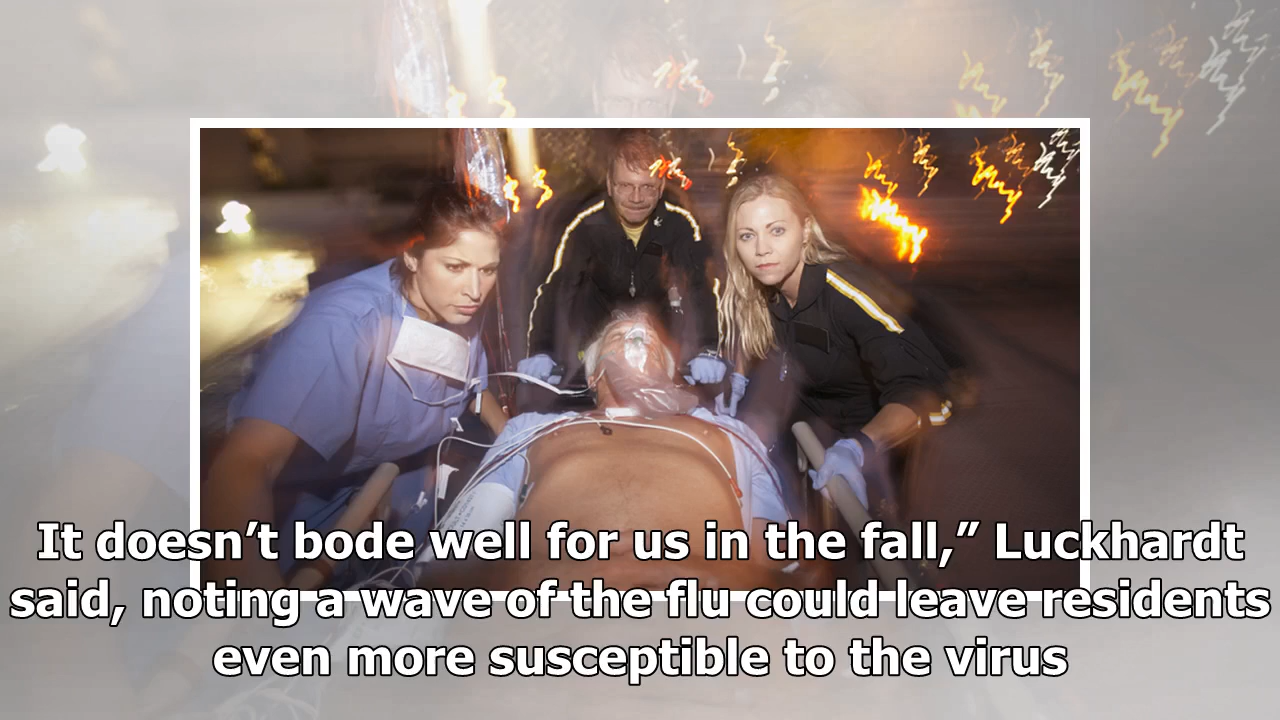 It doesn’t bode well for us in the fall,” Luckhardt
said, noting a wave of the flu could leave residents
even more susceptible to the virus